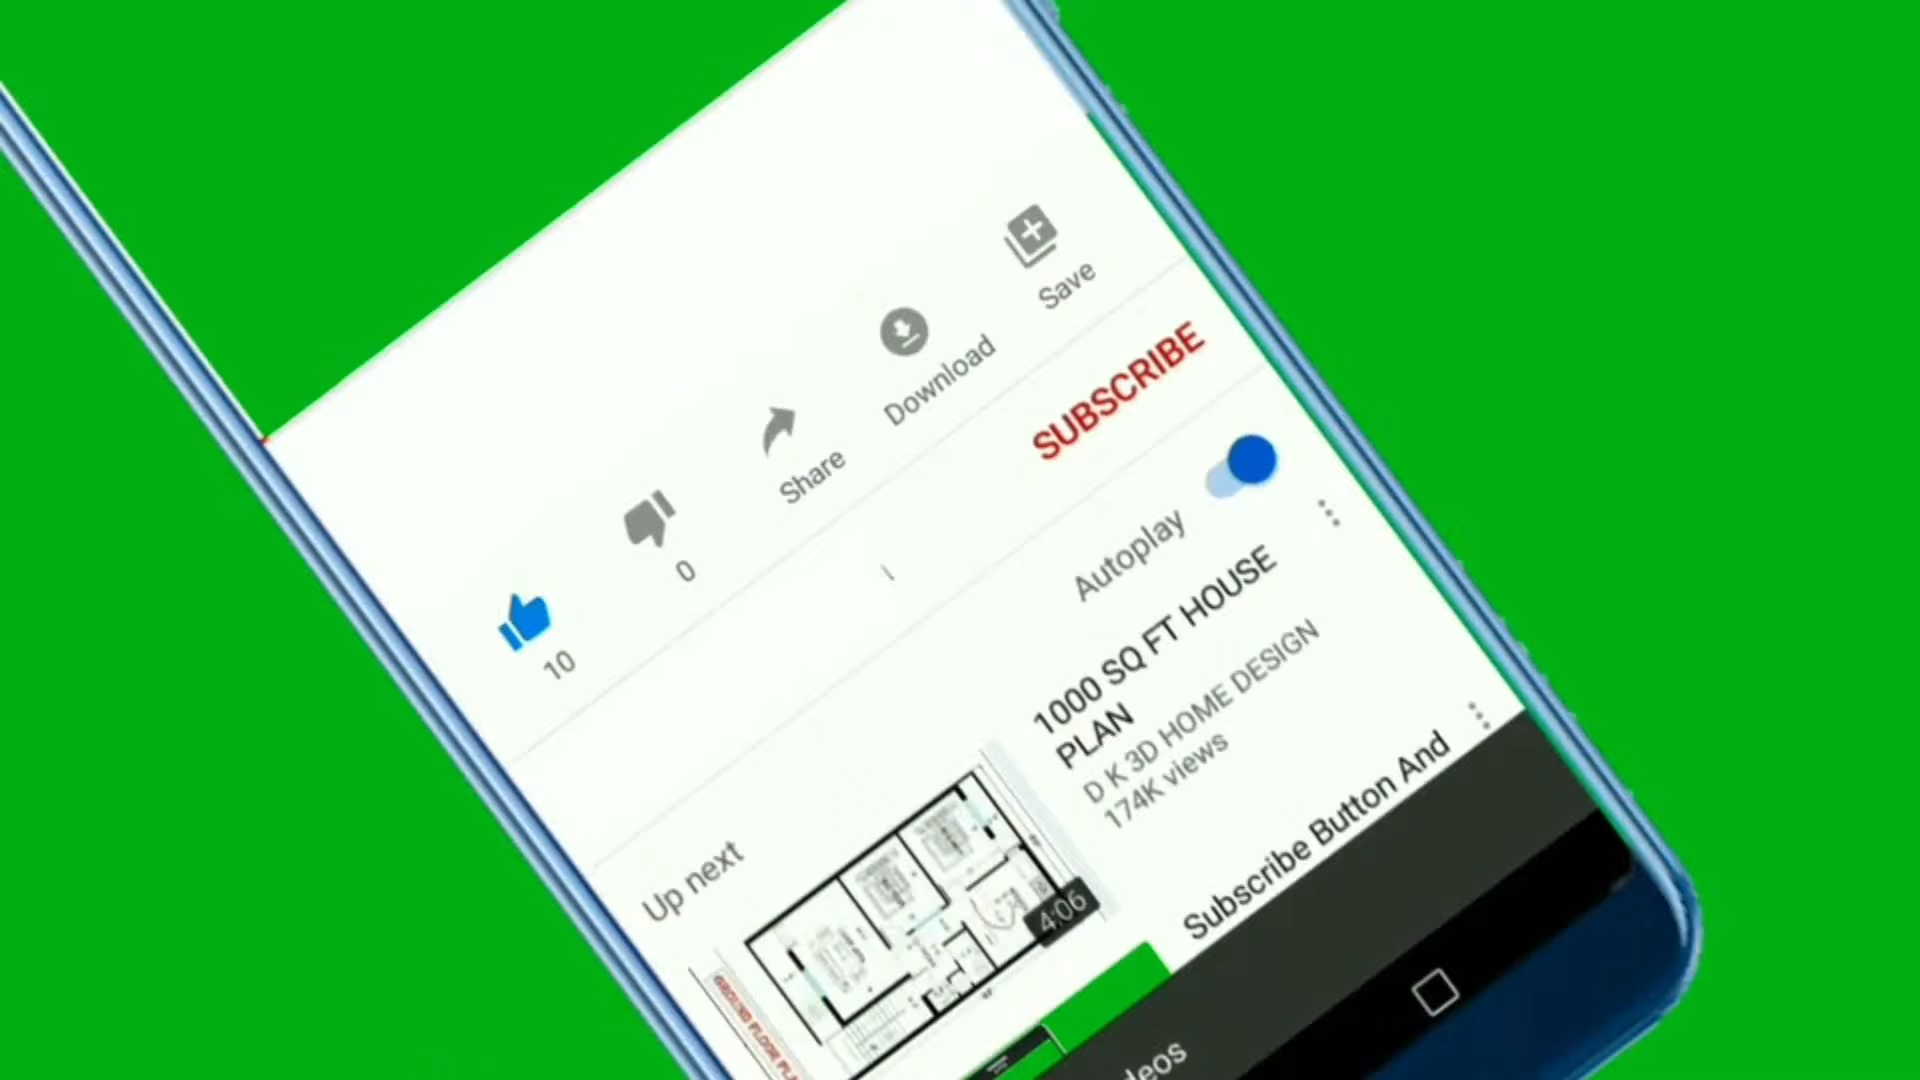 Save
Download
Share
0
10
SUBSCRIBE
Autoplay
Up next
1000 SQ FT HOUSE
PLAN
D K 3D HOME DESIGN
174K views
4:06
Subscribe Button And